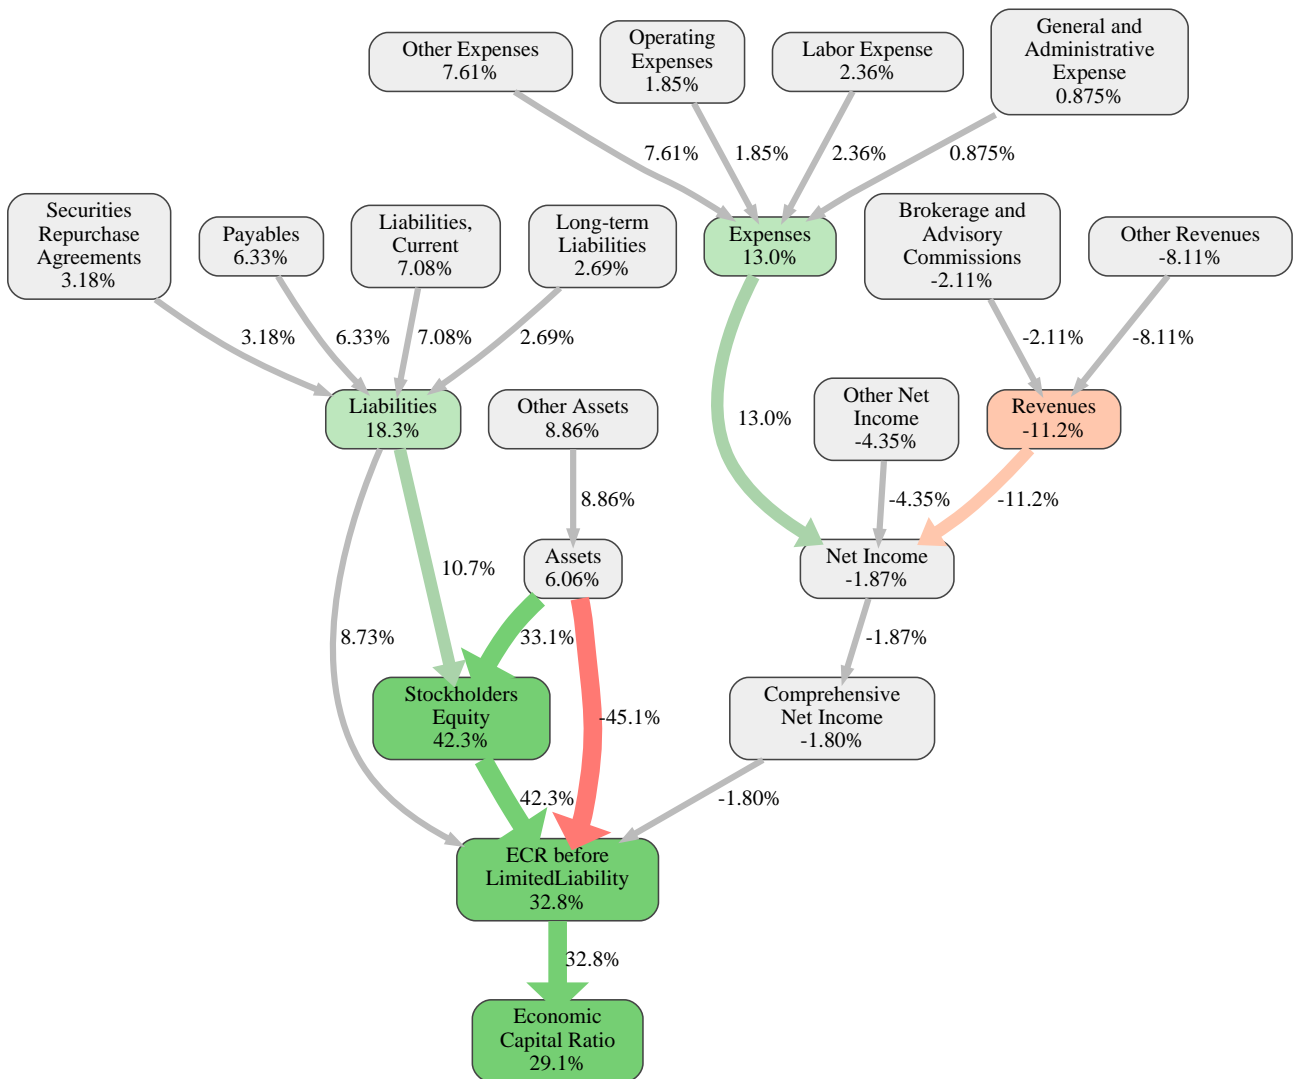 Other Expenses
7.61%
Operating
Expenses
1.85%
Labor Expense
2.36%
General and
Administrative
Expense
0.875%
7.61%
1.85%
2.36%
0.875%
Securities
Repurchase
Agreements
3.18%
Payables
6.33%
Liabilities,
Current
7.08%
Long-term
Liabilities
2.69%
Expenses
13.0%
Brokerage and
Advisory
Commissions
-2.11%
Other Revenues
-8.11%
3.18%
6.33%
7.08%
2.69%
-2.11%
-8.11%
Liabilities
18.3%
Other Assets
8.86%
13.0%
Other Net
Income
-4.35%
Revenues
-11.2%
8.86%
-4.35%
-11.2%
10.7%
Assets
6.06%
Net Income
-1.87%
8.73%
33.1%
-1.87%
Stockholders
Equity
42.3%
-45.1%
Comprehensive
Net Income
-1.80%
42.3%
-1.80%
ECR before
LimitedLiability
32.8%
32.8%
Economic
Capital Ratio
29.1%